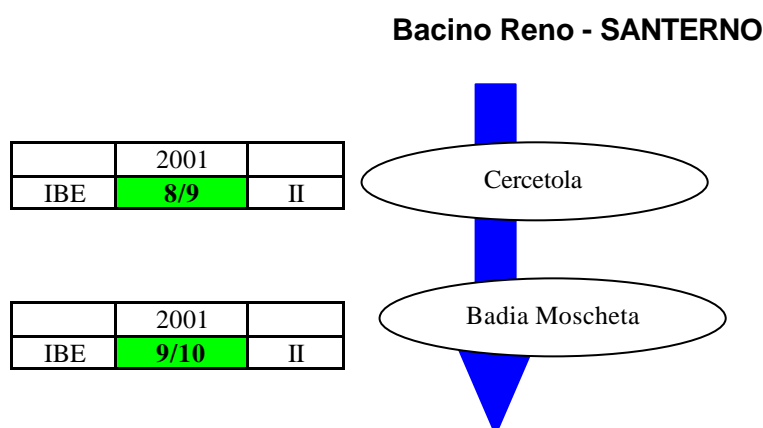 Bacino Reno - SANTERNO
2001
IBE 8/9 II
Cercetola
2001
IBE 9/10 II
Badia Moscheta